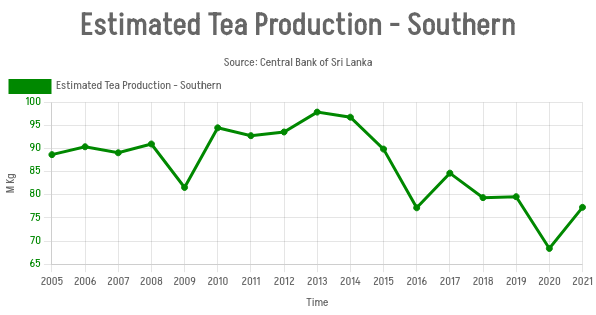 Estimated Tea Production - Southern
Source: Central Bank of Sri Lanka
Estimated Tea Production - Southern
100
95
90
85
80
75
70
65
M Kg
2005 2006 2007 2008 2009 2010 2011 2012 2013 2014 2015 2016 2017 2018 2019 2020 2021
Time